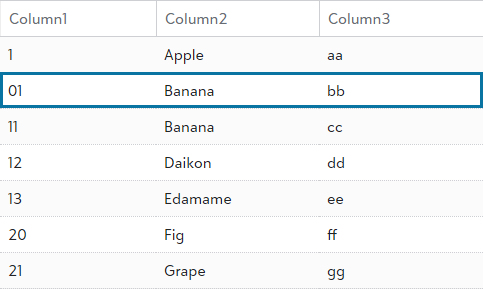 Column1 Column2 Column3
1 Apple aa
01 Banana bb
11 Banana cc
12 Daikon dd
13 Edamame ee
20 Fig ff
21 Grape gg